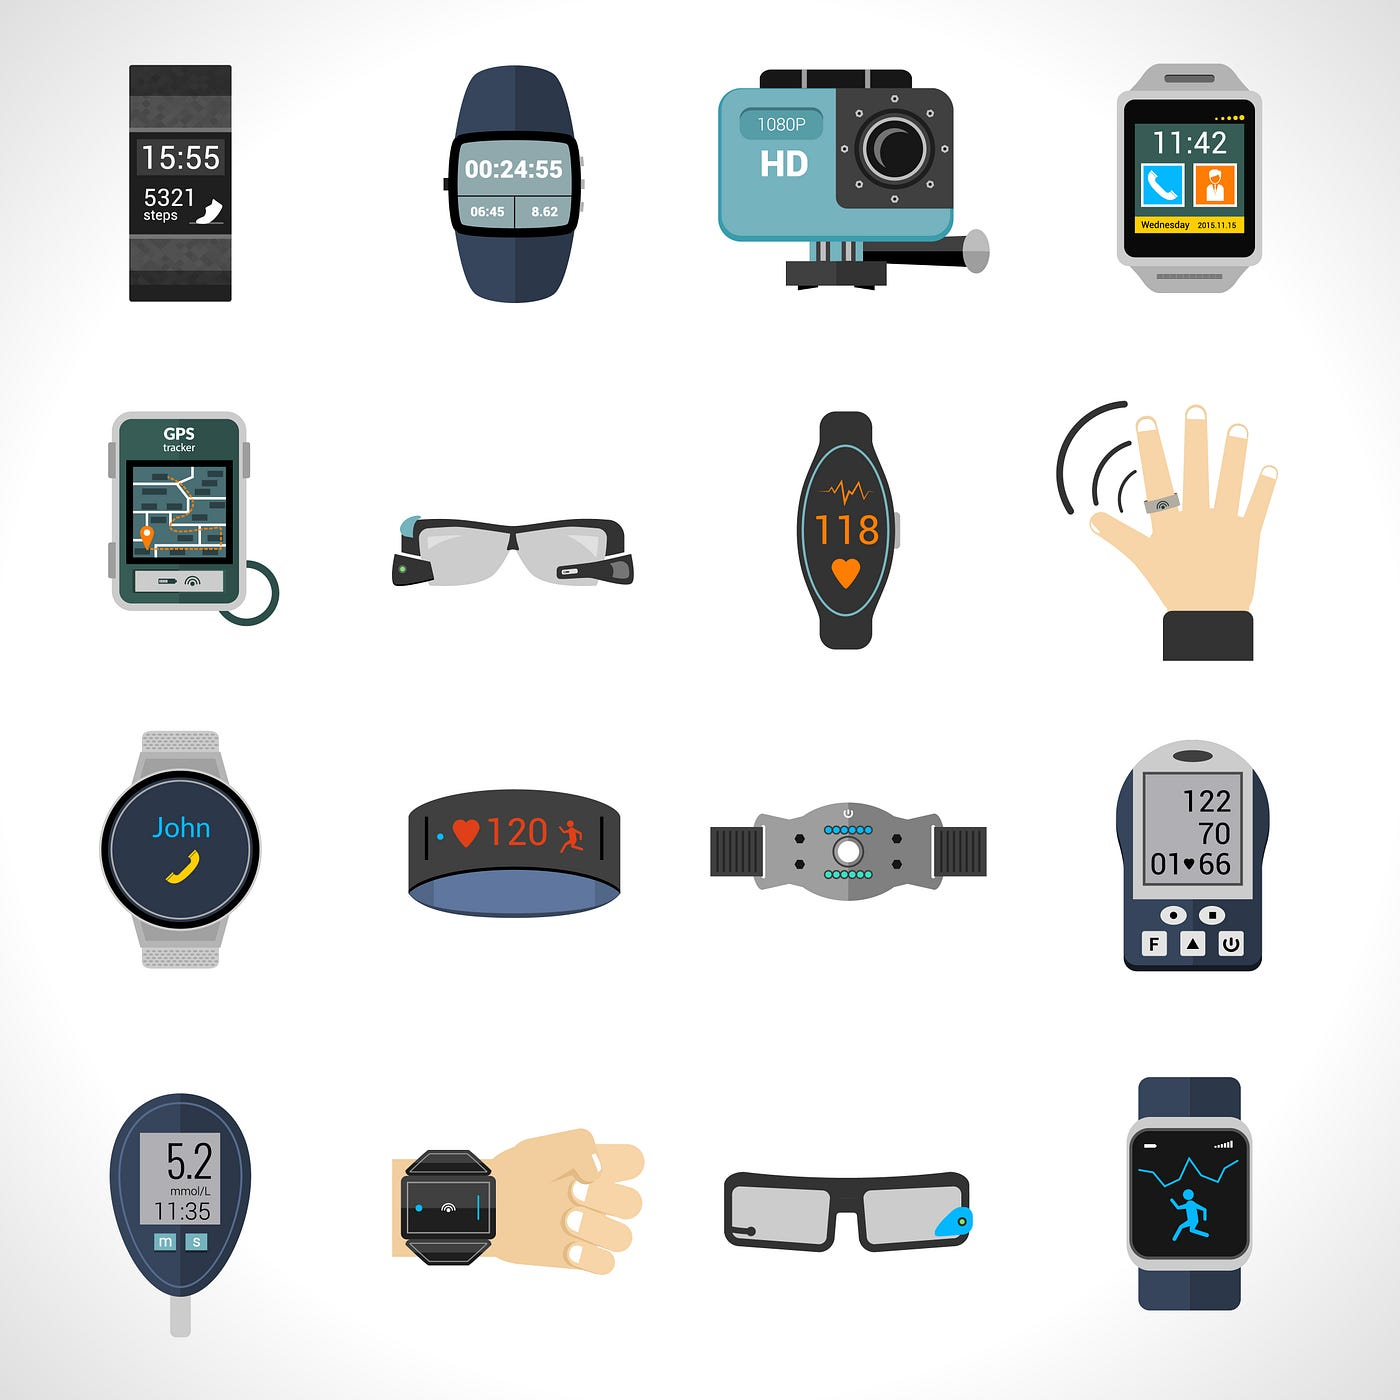 15:55
5321
steps
00:24:55
06:45 8.62
1080P
HD
11:42
Wednesday 2015.11.15
GPS
tracker
118
John
120
122
70
01♥66
F
5.2
mmol/L
11:35
m s